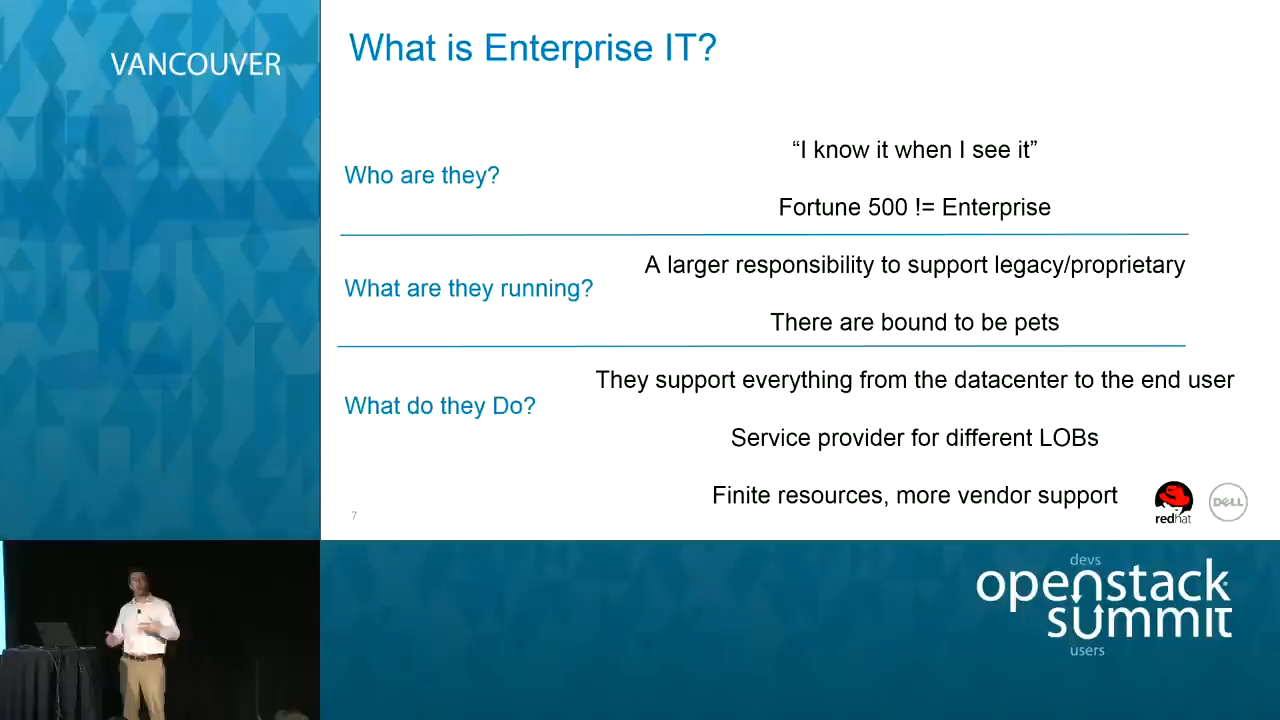 VANCOUVER
What is Enterprise IT?
Who are they?
“I know it when I see it”
Fortune 500 != Enterprise
What are they running?
A larger responsibility to support legacy/proprietary
There are bound to be pets
What do they Do?
They support everything from the datacenter to the end user
Service provider for different LOBs
Finite resources, more vendor support
7
redhat
DELL
devs
openstack
summit
users